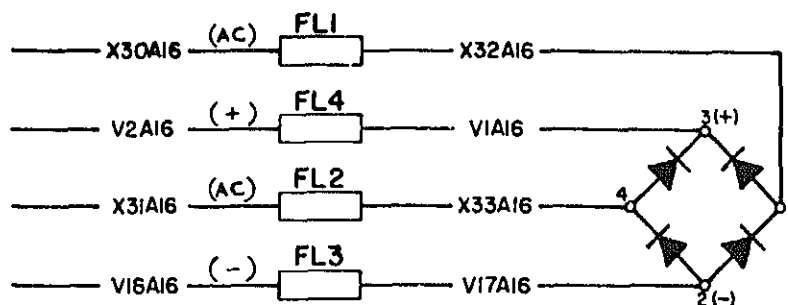 FL1
X30A16 (AC) X32A16
FL4
V2A16 (+) V1A16 3(+)
FL2
X31A16 (AC) X33A16 4
FL3
V16A16 (-) V17A16 2(-)